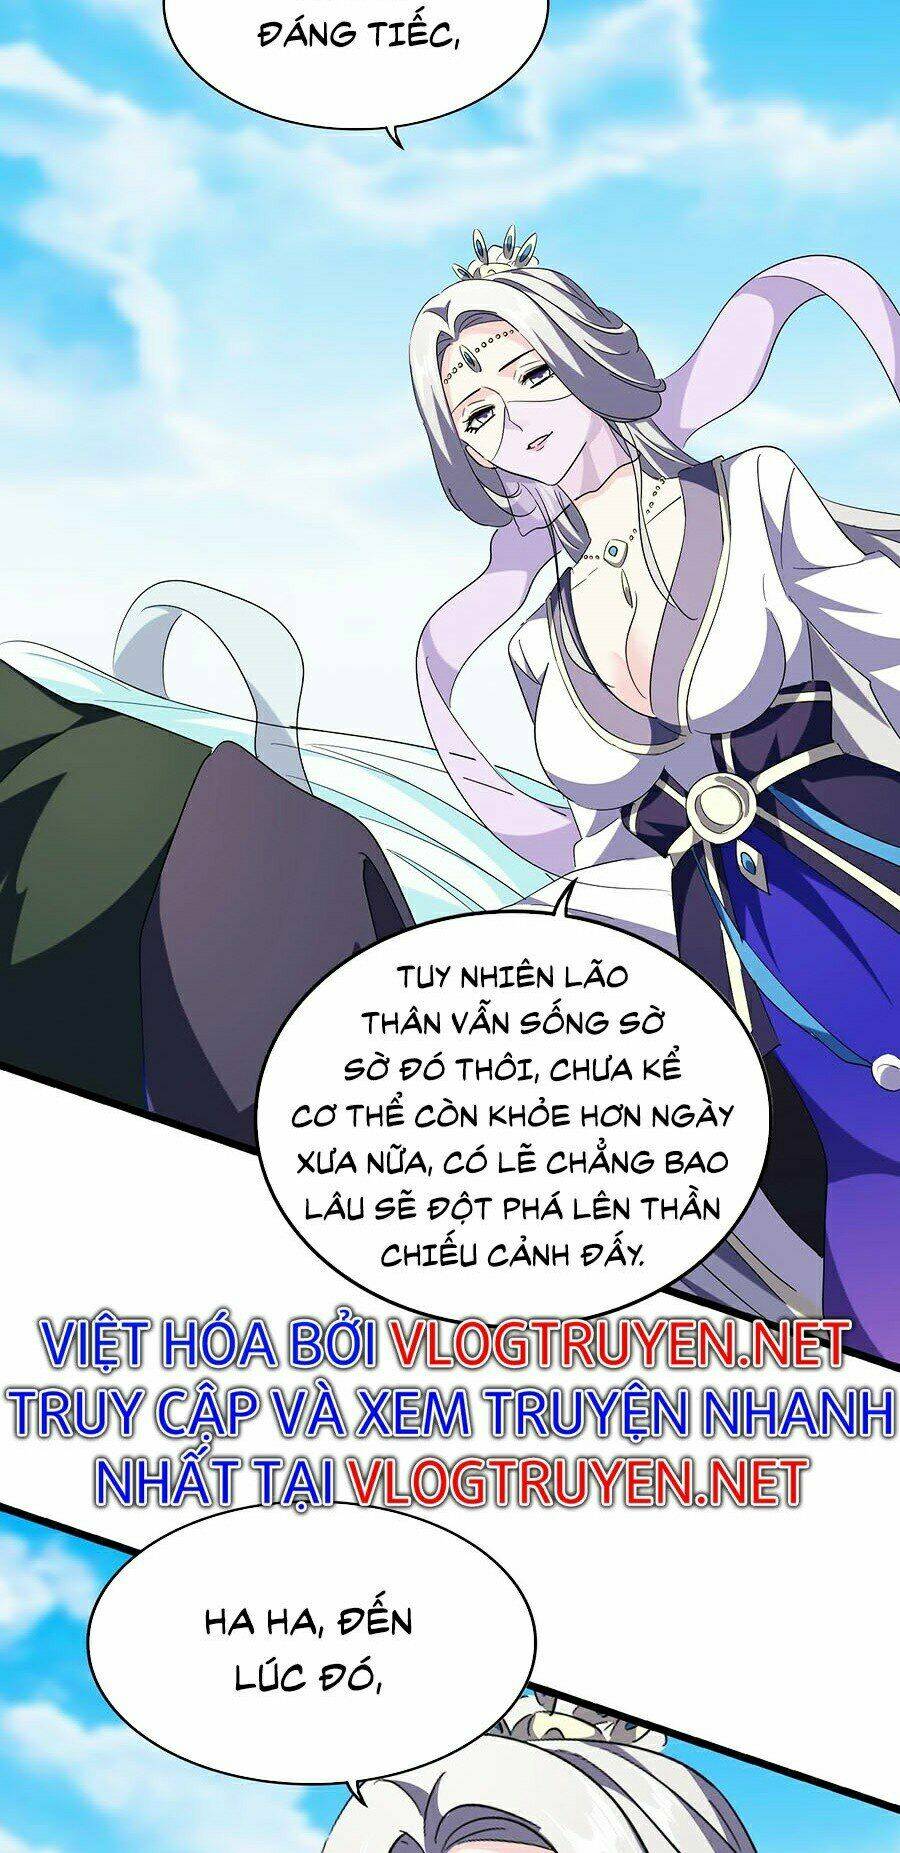 ĐÁNG TIẾC,
TUY NHIÊN LÃO
THÂN VẪN SỐNG SỜ
SỜ ĐÓ THÔI, CHƯA KỂ
CƠ THỂ CÒN KHỎE HƠN NGÀY
XƯA NỮA, CÓ LẼ CHẲNG BAO
LÂU SẼ ĐỘT PHÁ LÊN THẦN
CHIẾU CẢNH ĐẤY.
VIỆT HÓA BỞI VLOGTRUYEN.NET
TRUY CẬP VÀ XEM TRUYỆN NHANH
NHẤT TẠI VLOGTRUYEN.NET
HA HA, ĐẾN
LÚC ĐÓ,